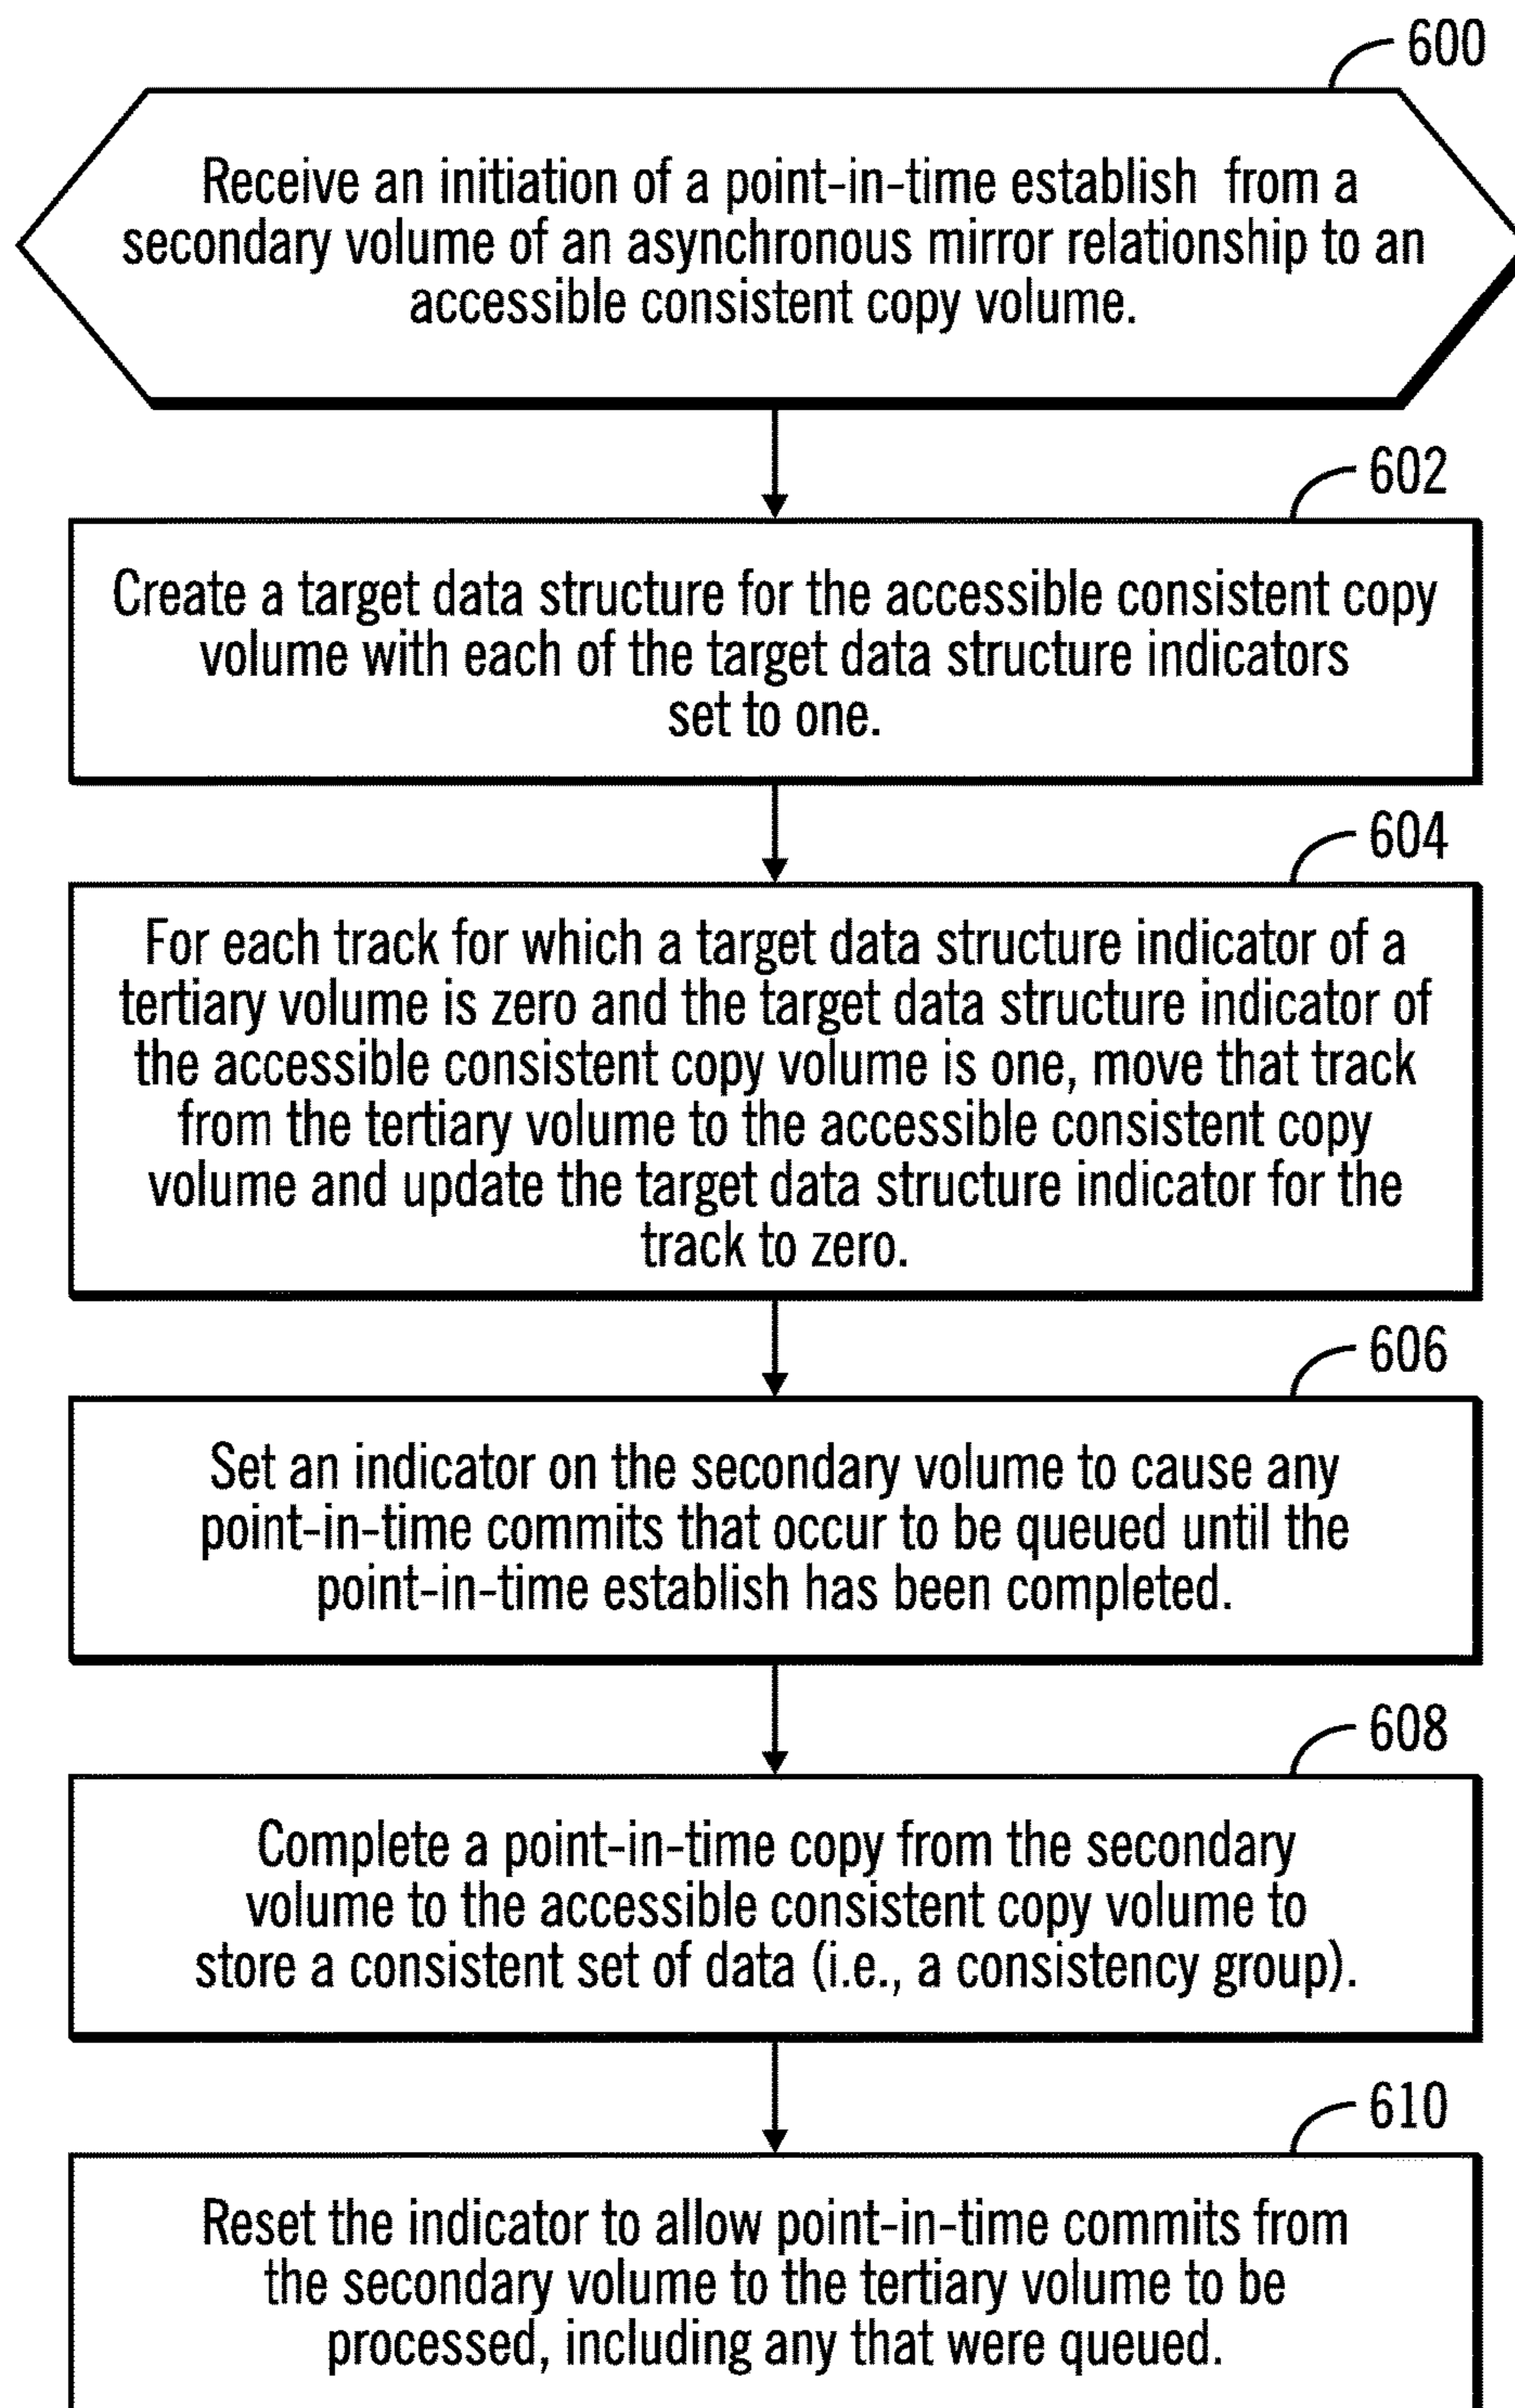 600
Receive an initiation of a point-in-time establish from a
secondary volume of an asynchronous mirror relationship to an
accessible consistent copy volume.
602
Create a target data structure for the accessible consistent copy
volume with each of the target data structure indicators
set to one.
604
For each track for which a target data structure indicator of a
tertiary volume is zero and the target data structure indicator of
the accessible consistent copy volume is one, move that track
from the tertiary volume to the accessible consistent copy
volume and update the target data structure indicator for the
track to zero.
606
Set an indicator on the secondary volume to cause any
point-in-time commits that occur to be queued until the
point-in-time establish has been completed.
608
Complete a point-in-time copy from the secondary
volume to the accessible consistent copy volume to
store a consistent set of data (i.e., a consistency group).
610
Reset the indicator to allow point-in-time commits from
the secondary volume to the tertiary volume to be
processed, including any that were queued.